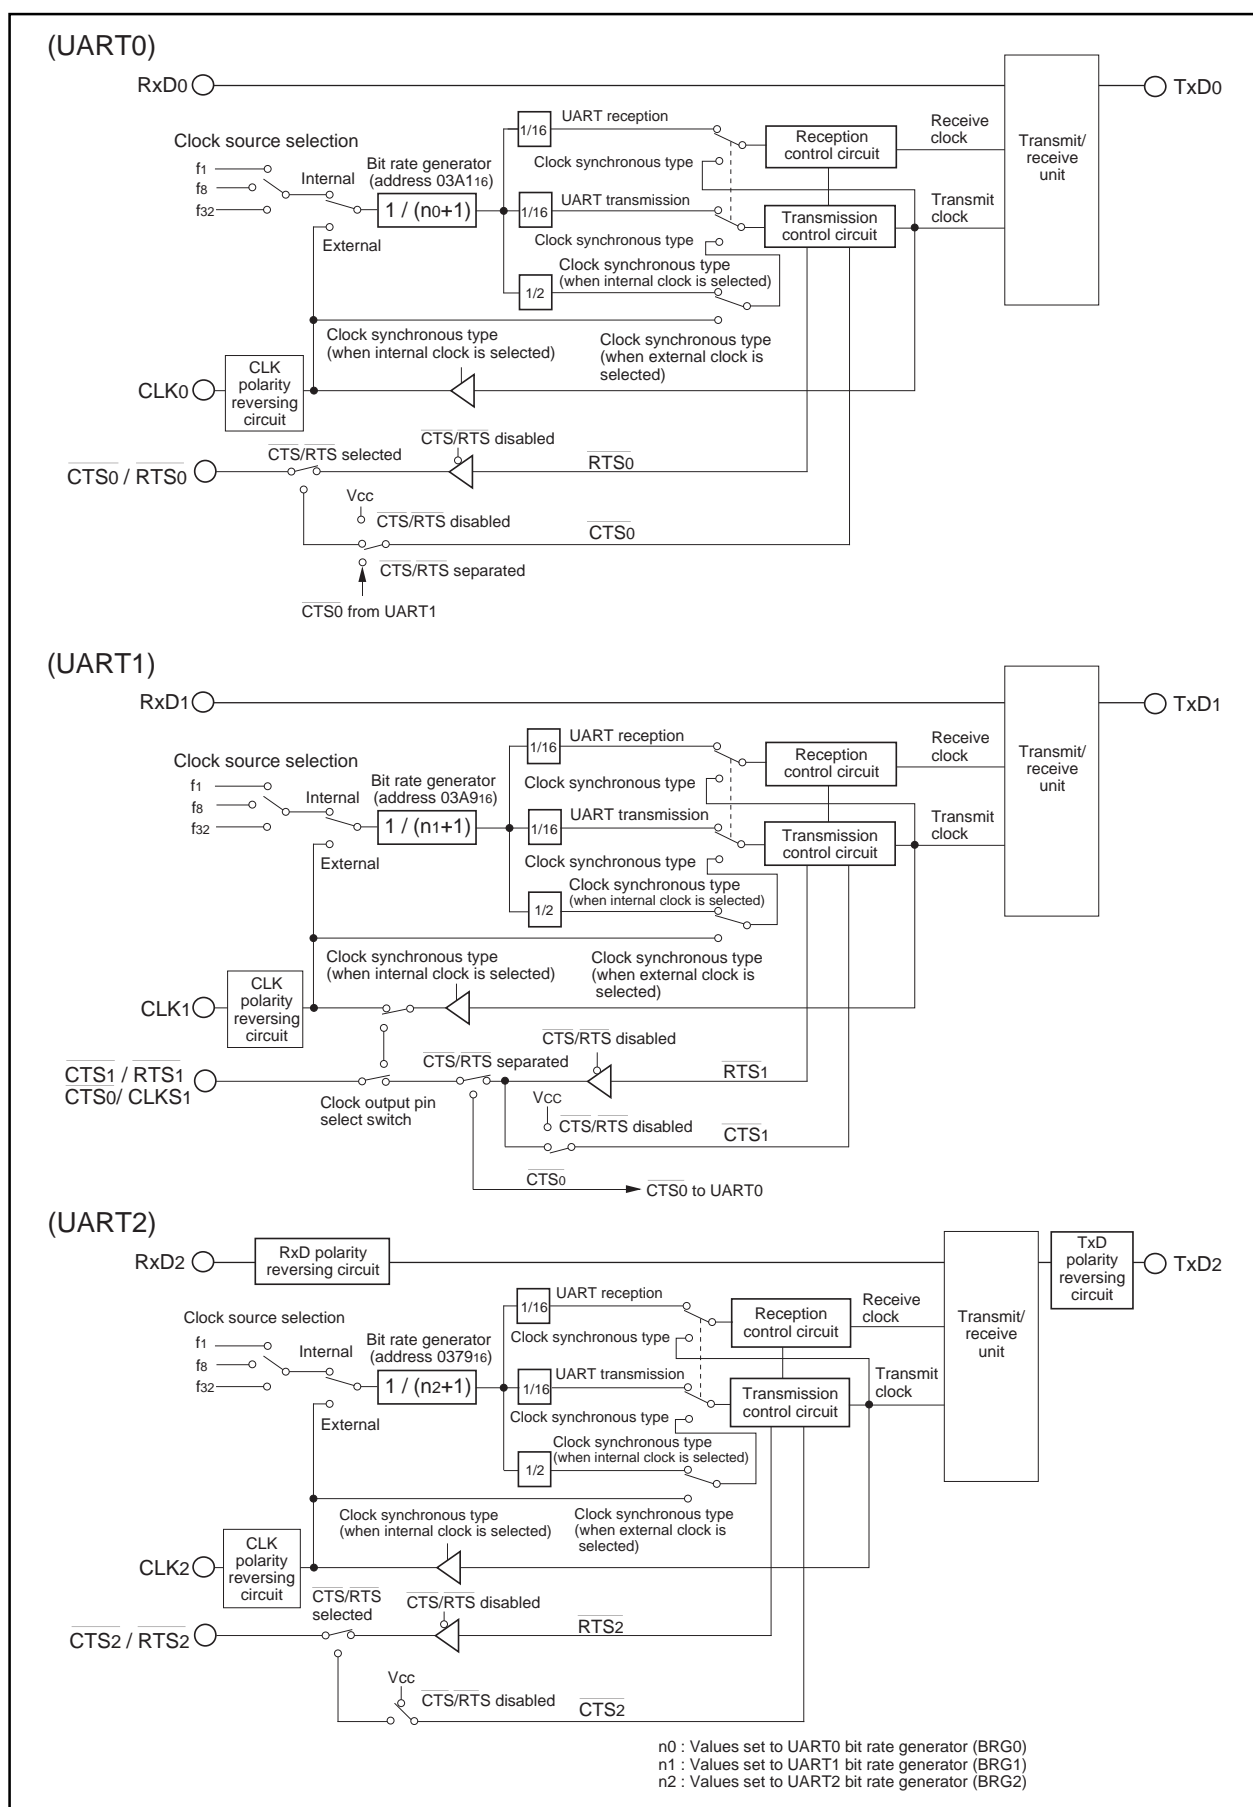 (UART0)
RxD0
TxD0
Clock source selection
f1
f8
f32
Internal
External
Bit rate generator
(address 03A116)
1 / (n0+1)
1/16
UART reception
Clock synchronous type
1/16
UART transmission
Clock synchronous type
Clock synchronous type
(when internal clock is selected)
1/2
Reception
control circuit
Receive
clock
Transmission
control circuit
Transmit
clock
Transmit/
receive
unit
Clock synchronous type
(when internal clock is selected)
Clock synchronous type
(when external clock is
selected)
CLK0
CLK
polarity
reversing
circuit
CTS0 / RTS0
CTS/RTS selected
CTS/RTS disabled
RTS0
Vcc
CTS/RTS disabled
CTS0
CTS/RTS separated
CTS0 from UART1
(UART1)
RxD1
TxD1
Clock source selection
f1
f8
f32
Internal
External
Bit rate generator
(address 03A916)
1 / (n1+1)
1/16
UART reception
Clock synchronous type
1/16
UART transmission
Clock synchronous type
Clock synchronous type
(when internal clock is selected)
1/2
Reception
control circuit
Receive
clock
Transmission
control circuit
Transmit
clock
Transmit/
receive
unit
Clock synchronous type
(when internal clock is selected)
Clock synchronous type
(when external clock is
selected)
CLK1
CLK
polarity
reversing
circuit
CTS1 / RTS1
CTS0/ CLKS1
Clock output pin
select switch
CTS/RTS separated
CTS/RTS disabled
RTS1
VCC
CTS/RTS disabled
CTS1
CTS0
CTS0 to UART0
(UART2)
RxD2
RxD polarity
reversing circuit
TxD
polarity
reversing
circuit
TxD2
Clock source selection
f1
f8
f32
Internal
External
Bit rate generator
(address 037916)
1 / (n2+1)
1/16
UART reception
Clock synchronous type
1/16
UART transmission
Clock synchronous type
Clock synchronous type
(when internal clock is selected)
1/2
Reception
control circuit
Receive
clock
Transmission
control circuit
Transmit
clock
Transmit/
receive
unit
Clock synchronous type
(when internal clock is selected)
Clock synchronous type
(when external clock is
selected)
CLK2
CLK
polarity
reversing
circuit
CTS2 / RTS2
CTS/RTS
selected
CTS/RTS disabled
RTS2
Vcc
CTS/RTS disabled
CTS2
n0 : Values set to UART0 bit rate generator (BRG0)
n1 : Values set to UART1 bit rate generator (BRG1)
n2 : Values set to UART2 bit rate generator (BRG2)